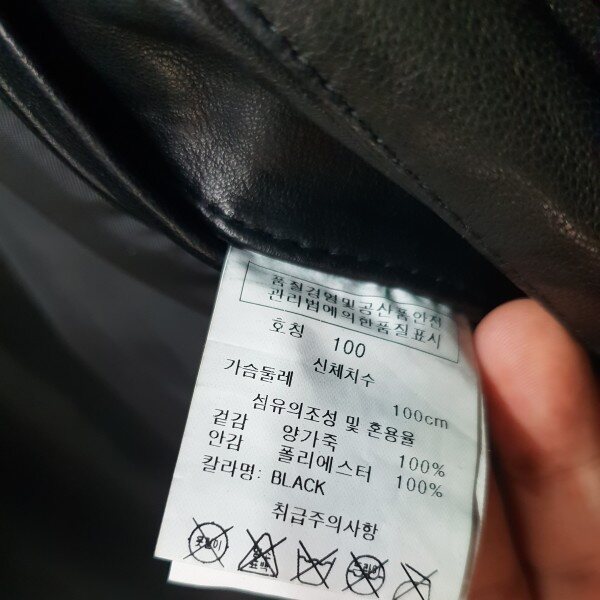 품질경영및공산품안전
관리법에의한품질표시
호칭 100
신체치수
가슴둘레 100cm
섬유의조성 및 혼용율
겉감 양가죽 100%
안감 폴리에스터 100%
칼라명: BLACK
취급주의사항